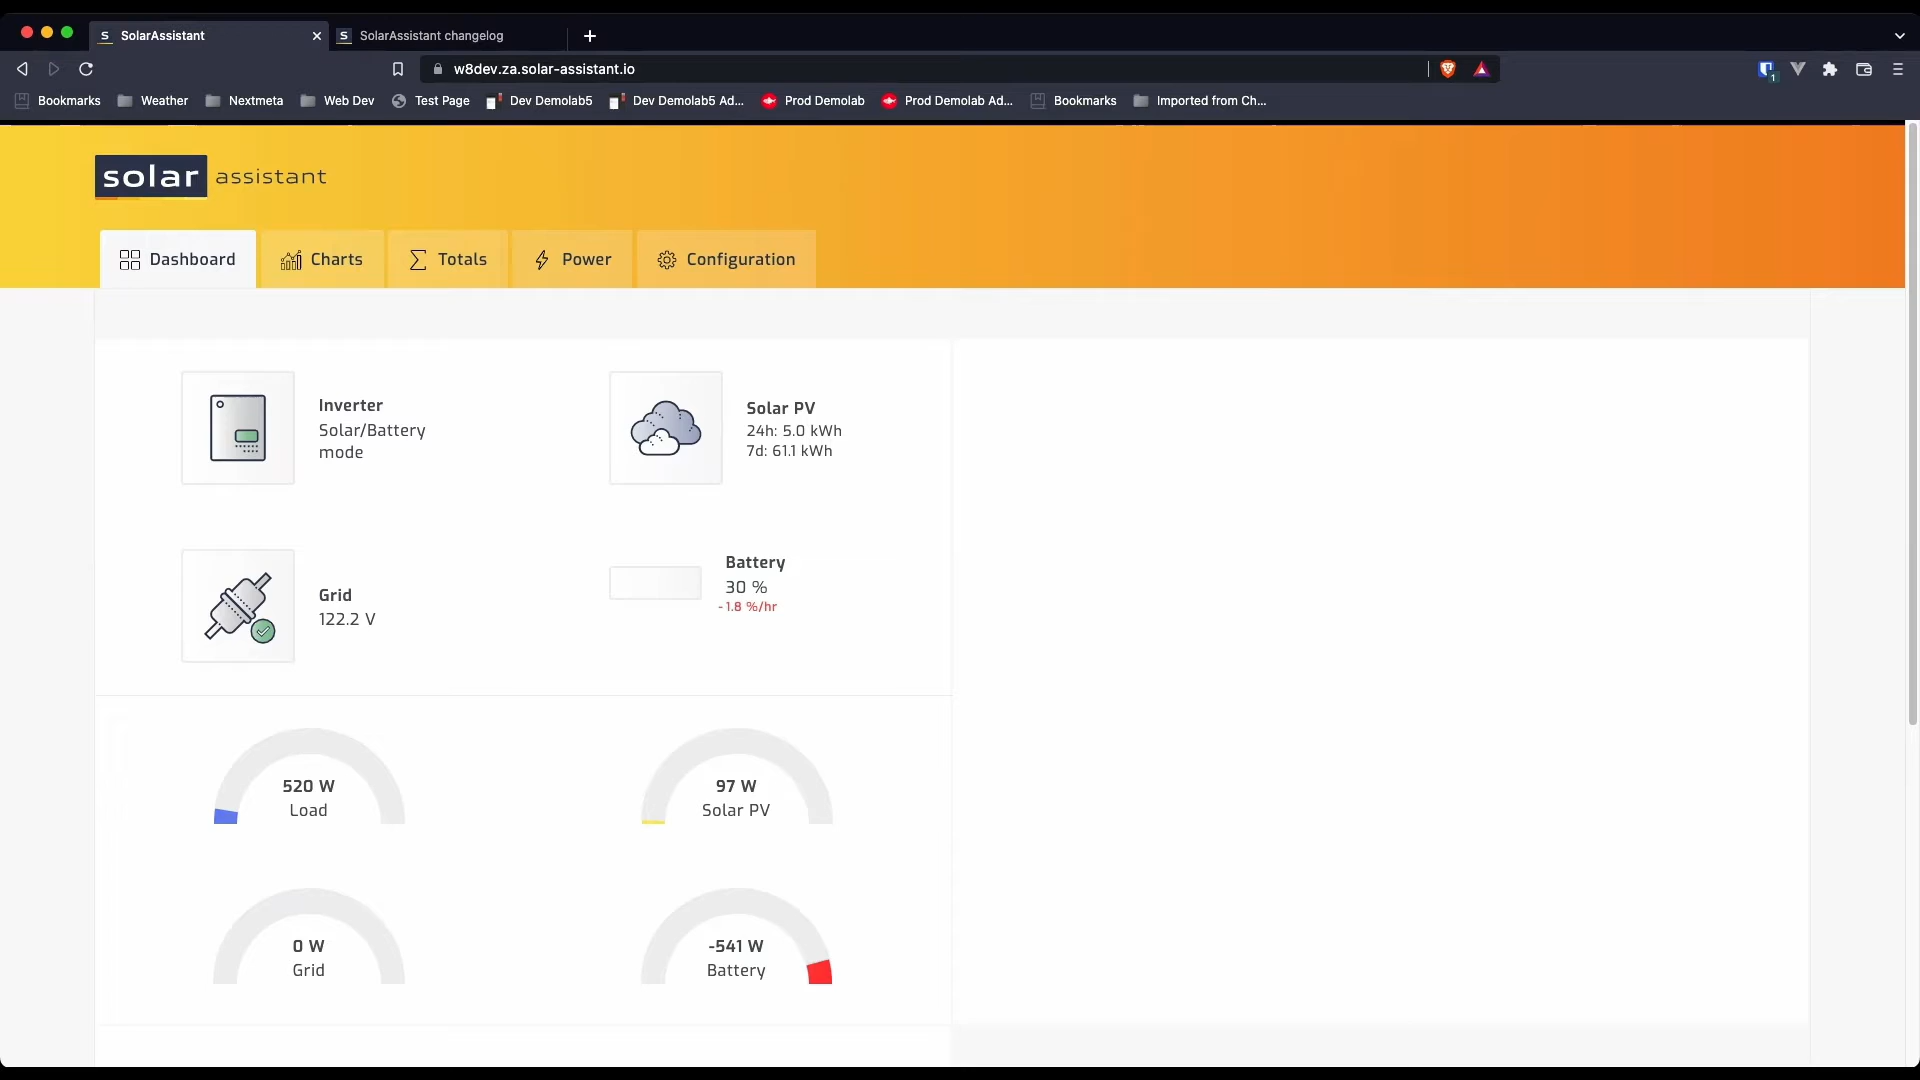 SolarAssistant
SolarAssistant changelog
w8dev.za.solar-assistant.io
1
Bookmarks
Weather
Nextmeta
Web Dev
Test Page
Dev Demolab5
Dev Demolab5 Ad...
Prod Demolab
Prod Demolab Ad...
Bookmarks
Imported from Ch...
solar assistant
Dashboard
Charts
Totals
Power
Configuration
Inverter
Solar/Battery
mode
Solar PV
24h: 5.0 kWh
7d: 61.1 kWh
Grid
122.2 V
Battery
30 %
-1.8 %/hr
520 W
Load
97 W
Solar PV
0 W
Grid
-541 W
Battery